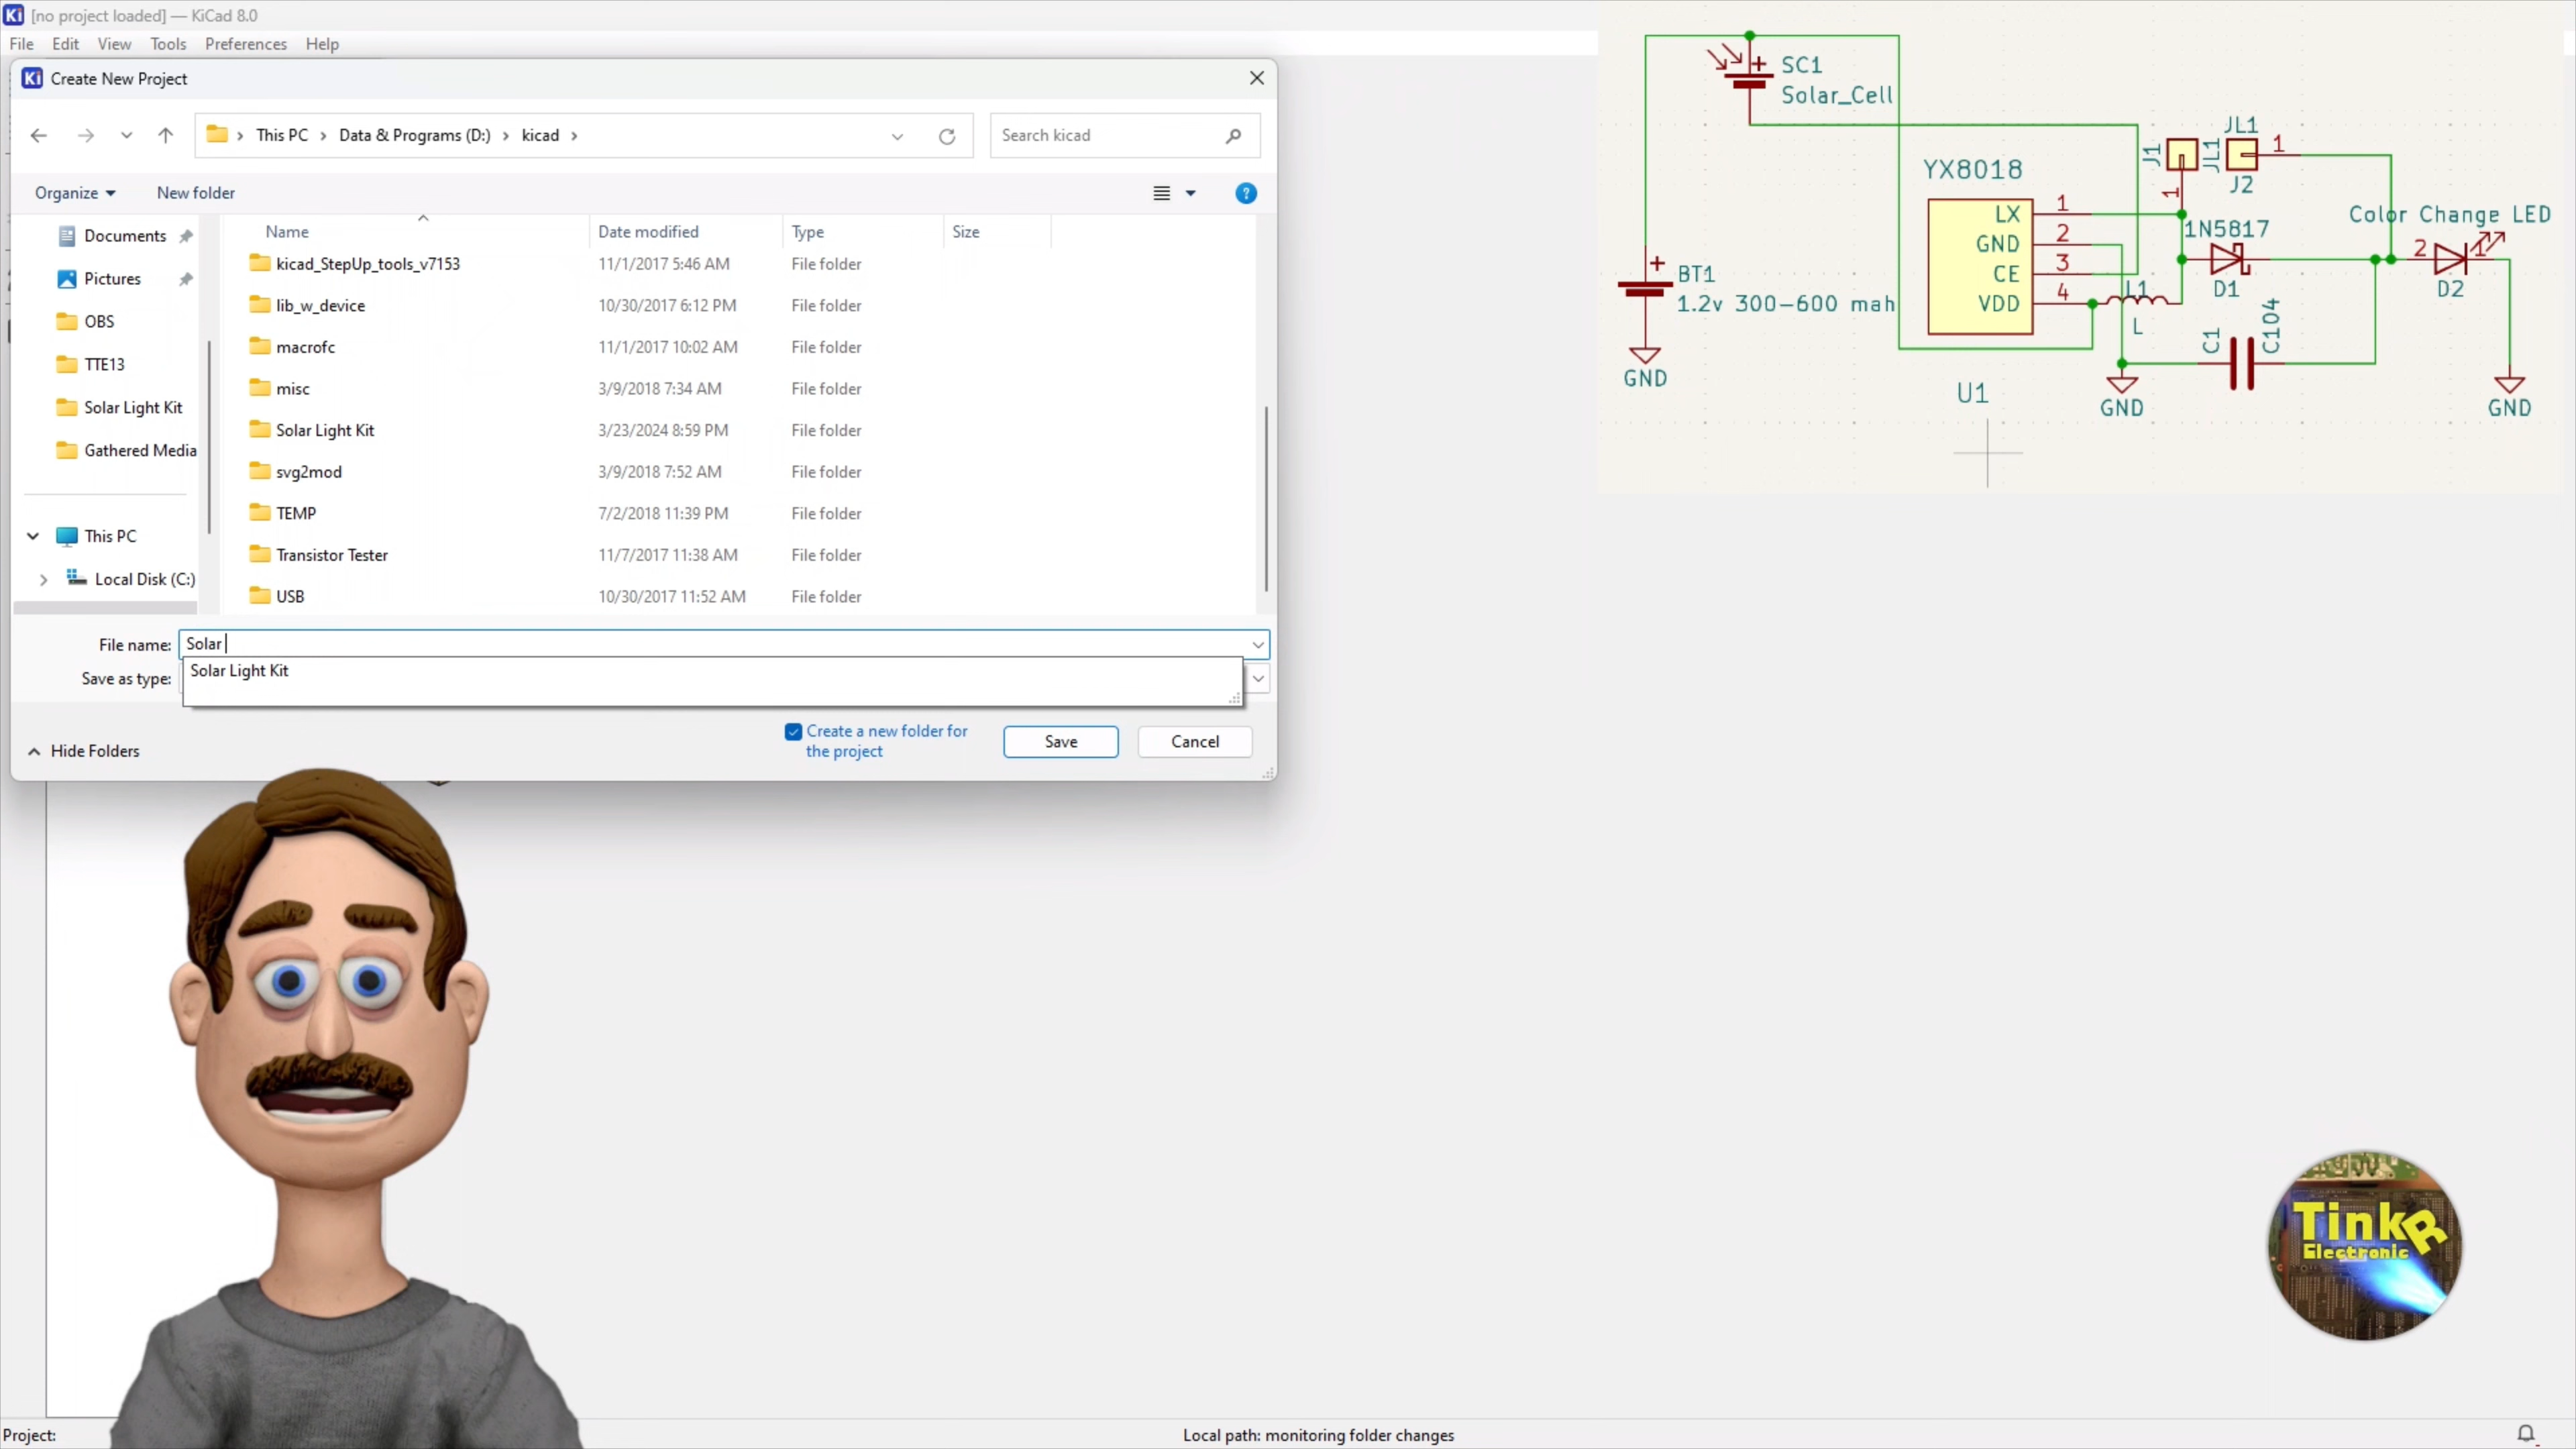 [no project loaded] — KiCad 8.0
File Edit View Tools Preferences Help
Create New Project
This PC > Data & Programs (D:) > kicad >
Search kicad
Organize New folder
Name Date modified Type Size
Documents
Pictures
OBS
TTE13
Solar Light Kit
Gathered Media
This PC
Local Disk (C:)
kicad_StepUp_tools_v7153 11/1/2017 5:46 AM File folder
lib_w_device 10/30/2017 6:12 PM File folder
macrofc 11/1/2017 10:02 AM File folder
misc 3/9/2018 7:34 AM File folder
Solar Light Kit 3/23/2024 8:59 PM File folder
svg2mod 3/9/2018 7:52 AM File folder
TEMP 7/2/2018 11:39 PM File folder
Transistor Tester 11/7/2017 11:38 AM File folder
USB 10/30/2017 11:52 AM File folder
File name: Solar
Solar Light Kit
Save as type:
Create a new folder for
the project
Save
Cancel
Hide Folders
SC1
Solar_Cell
BT1
1.2v 300-600 mah
GND
YX8018
LX 1
GND 2
CE 3
VDD 4
U1
J1
1
JL1
JL1
1
J2
1N5817
D1
L1
L
C1
C104
GND
Color Change LED
2
1
D2
GND
TinkR
Electronic
Project:
Local path: monitoring folder changes